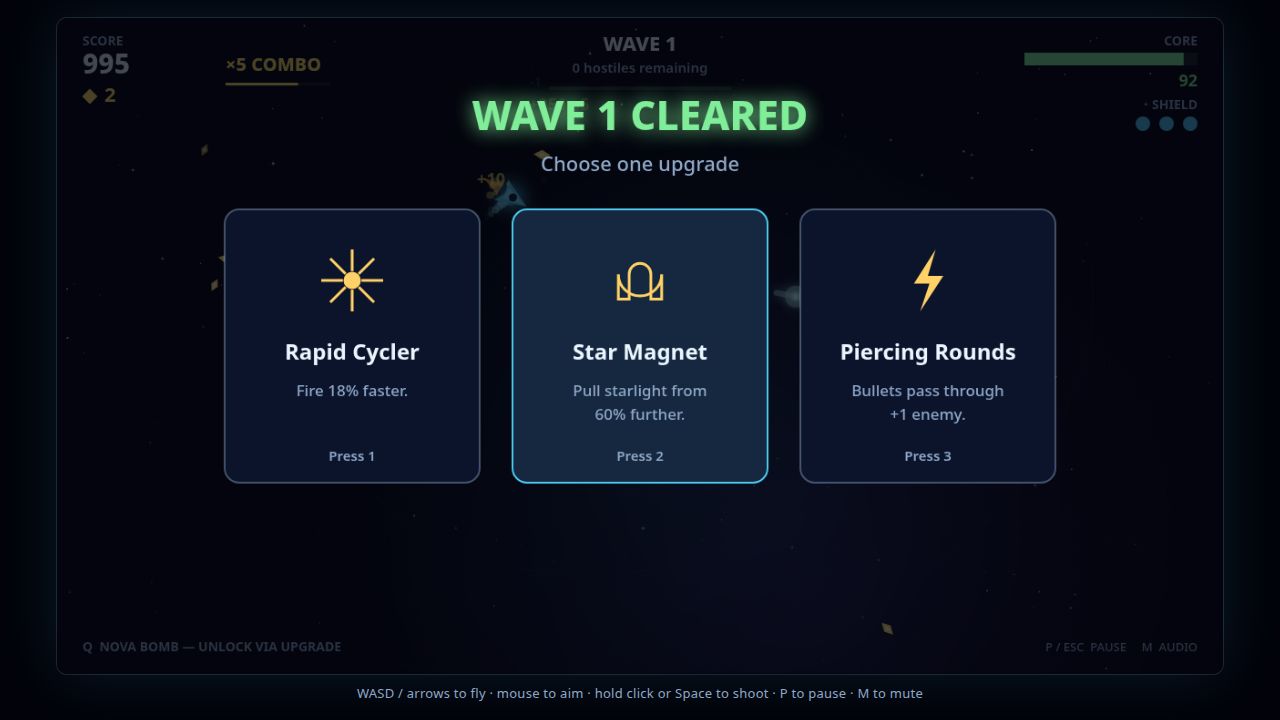 SCORE
995
◆ 2
×5 COMBO
WAVE 1
0 hostiles remaining
CORE
92
SHIELD
WAVE 1 CLEARED
Choose one upgrade
+10
Rapid Cycler
Fire 18% faster.
Press 1
Star Magnet
Pull starlight from
60% further.
Press 2
Piercing Rounds
Bullets pass through
+1 enemy.
Press 3
Q NOVA BOMB — UNLOCK VIA UPGRADE
P / ESC PAUSE M AUDIO
WASD / arrows to fly · mouse to aim · hold click or Space to shoot · P to pause · M to mute